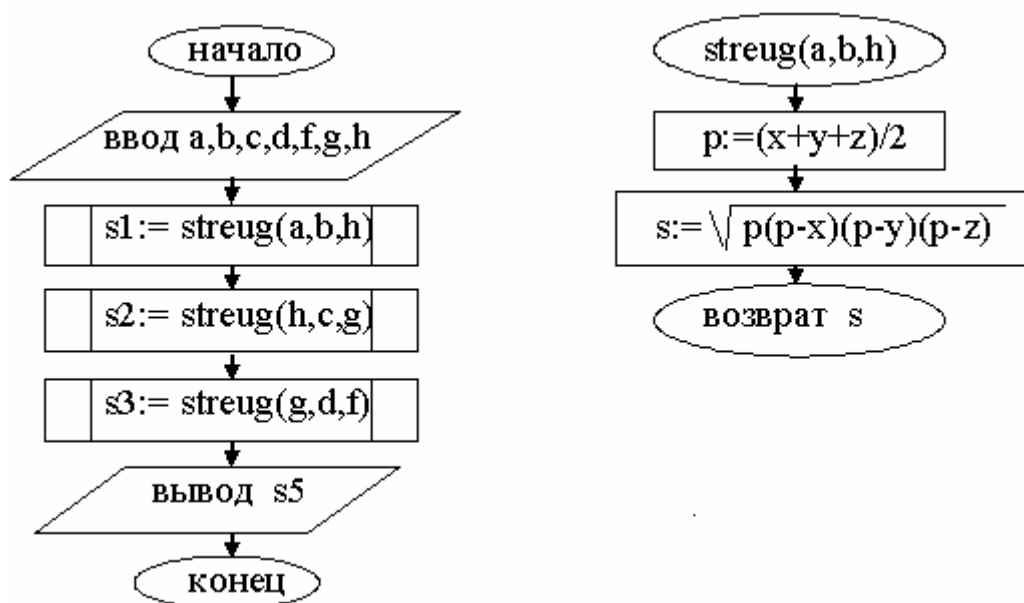 начало
ввод a,b,c,d,f,g,h
s1:= streug(a,b,h)
s2:= streug(h,c,g)
s3:= streug(g,d,f)
вывод s5
конец
streug(a,b,h)
p:=(x+y+z)/2
s:= √p(p-x)(p-y)(p-z)
возврат s